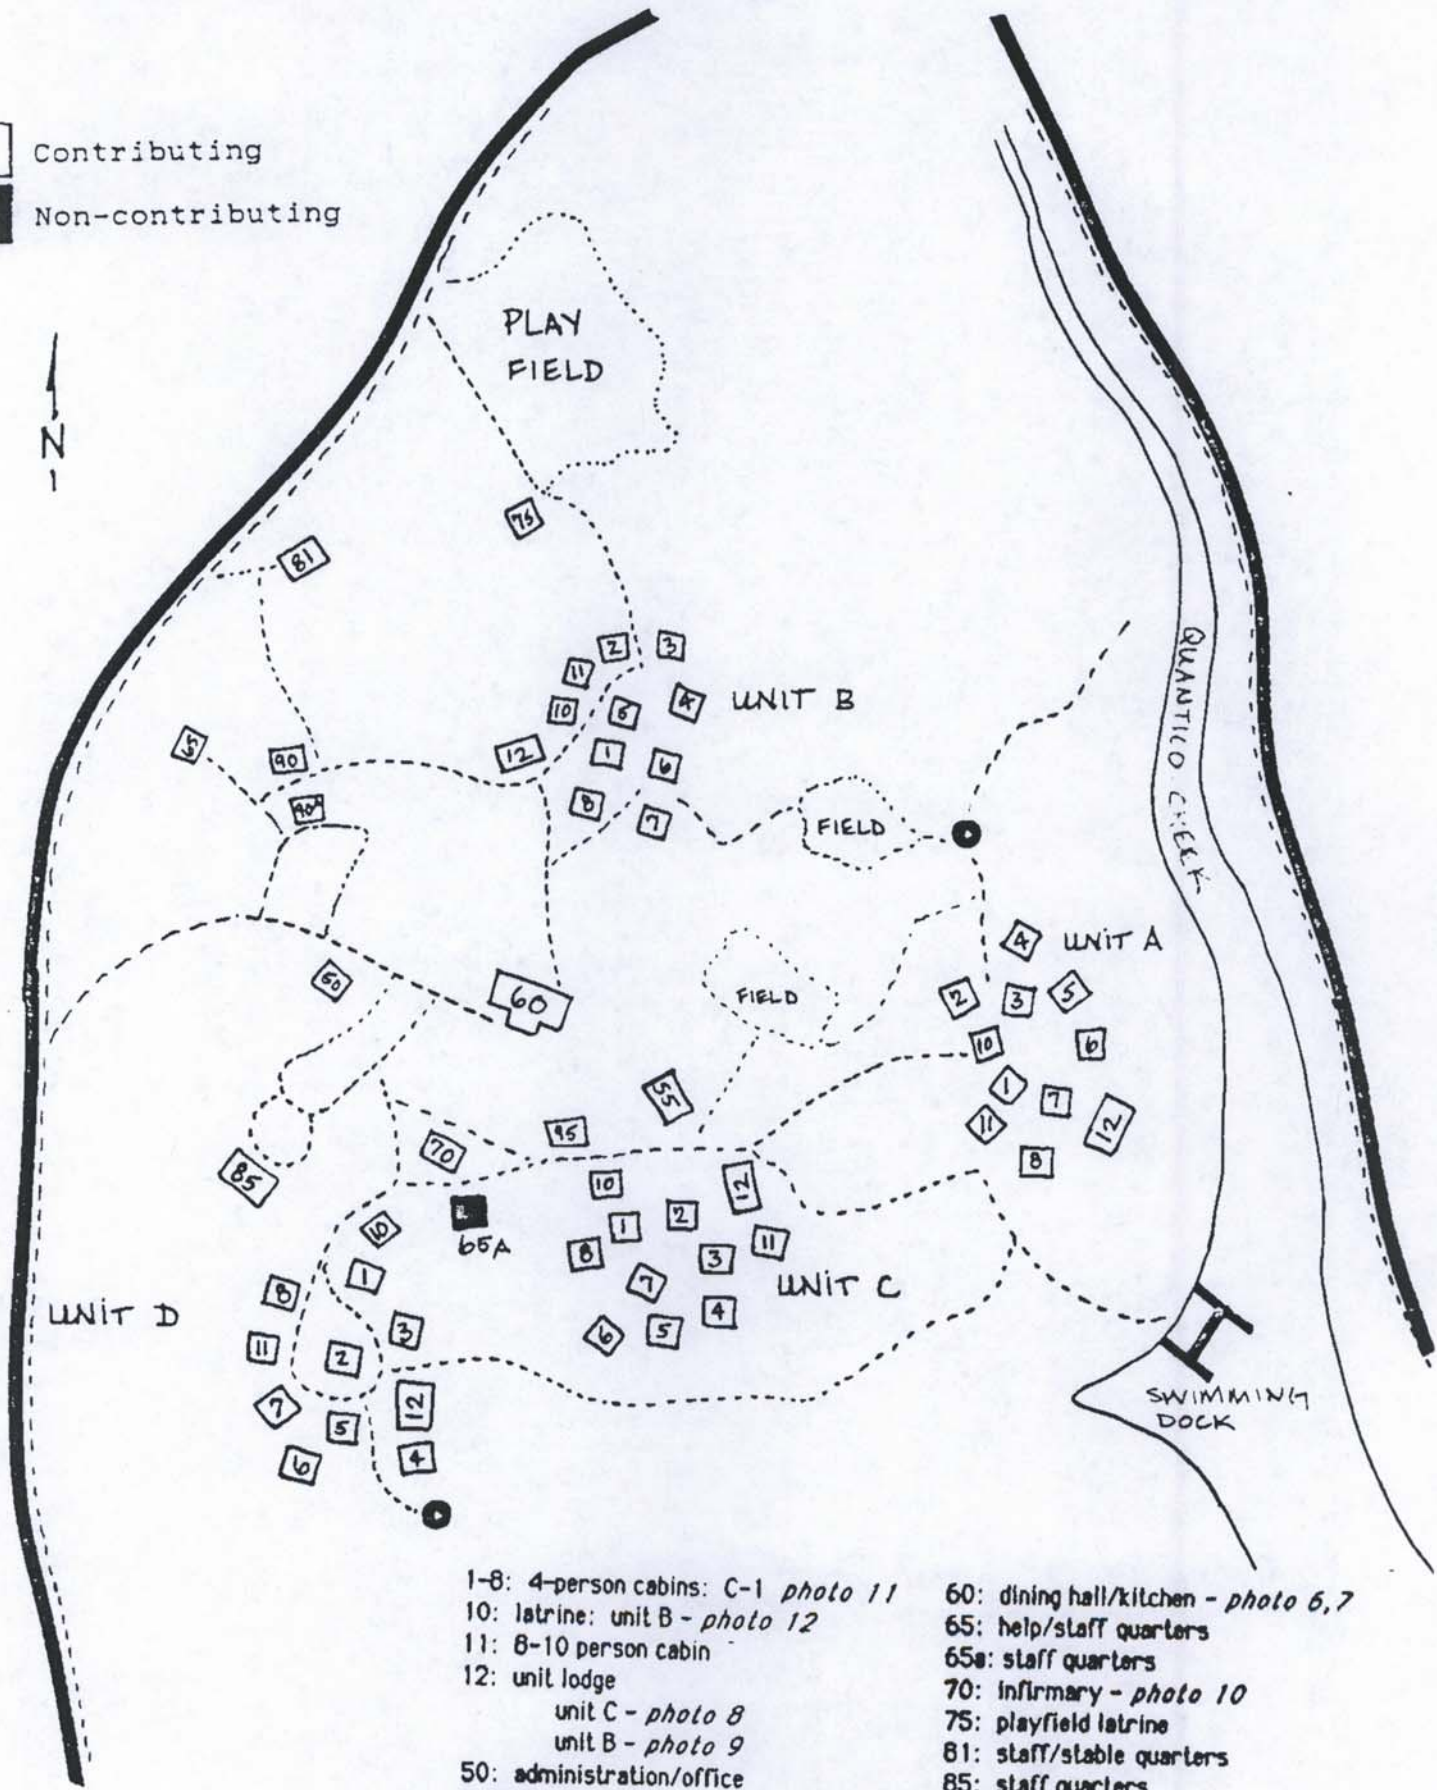 Contributing
Non-contributing
N
PLAY
FIELD
75
81
2
3
11
4
UNIT B
10
5
65
90
12
1
6
90A
8
7
FIELD
QUANTICO CREEK
4
UNIT A
50
60
FIELD
2
3
5
10
6
55
1
7
11
12
95
8
70
85
10
12
65A
1
2
11
10
8
3
1
7
UNIT C
8
4
UNIT D
3
6
5
11
2
7
12
5
SWIMMING
DOCK
6
4
1-8: 4-person cabins: C-1 photo 11
10: latrine: unit B - photo 12
11: 8-10 person cabin
12: unit lodge
unit C - photo 8
unit B - photo 9
50: administration/office
60: dining hall/kitchen - photo 6,7
65: help/staff quarters
65a: staff quarters
70: infirmary - photo 10
75: playfield latrine
81: staff/stable quarters
85: staff quarters